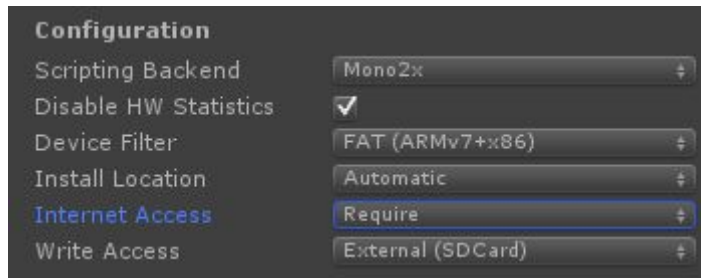 Configuration
Scripting Backend Mono2x
Disable HW Statistics
Device Filter FAT (ARMv7+x86)
Install Location Automatic
Internet Access Require
Write Access External (SDCard)